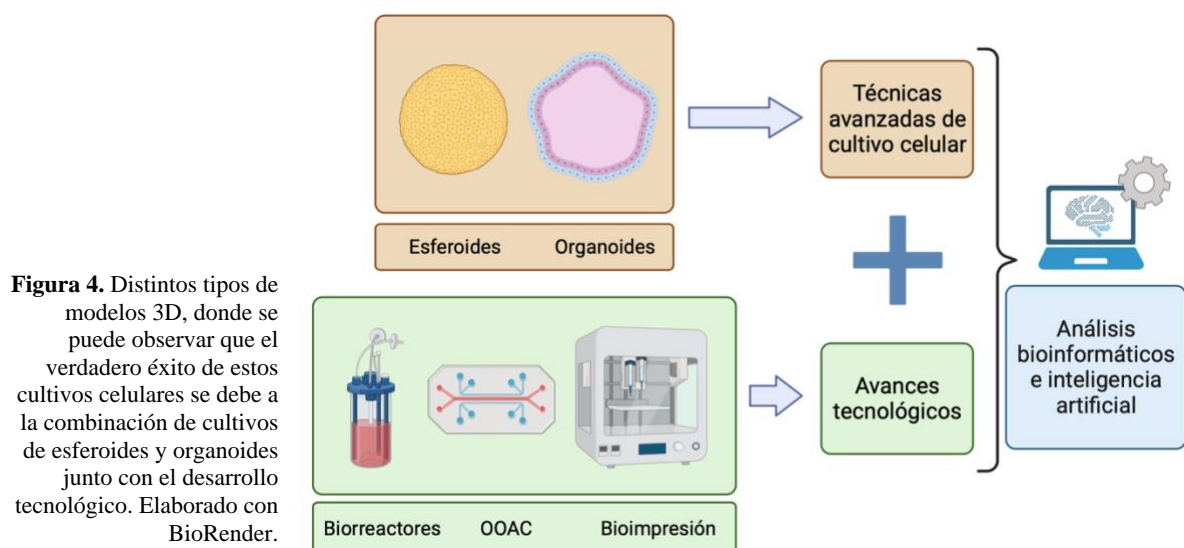 Esferoides Organoides
Técnicas
avanzadas de
cultivo celular
Figura 4. Distintos tipos de
modelos 3D, donde se
puede observar que el
verdadero éxito de estos
cultivos celulares se debe a
la combinación de cultivos
de esferoides y organoides
junto con el desarrollo
tecnológico. Elaborado con
BioRender.
Biorreactores OOAC Bioimpresión
Avances
tecnológicos
Análisis
bioinformáticos
e inteligencia
artificial